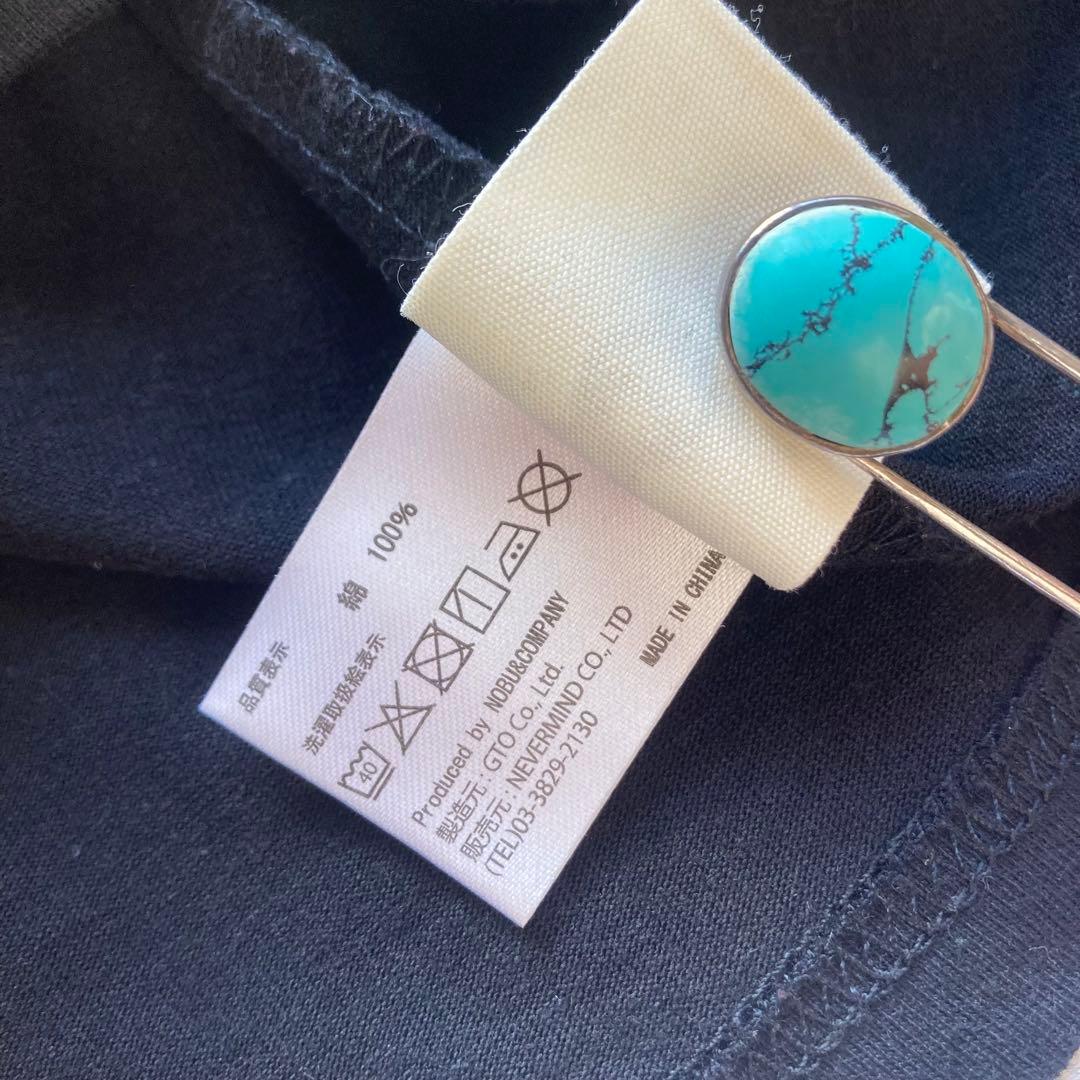 品質表示
綿 100%
洗濯取扱絵表示
40
Produced by NOBU&COMPANY
製造元 : GTO Co., Ltd.
販売元 : NEVERMIND CO., LTD
(TEL)03-3829-2130
MADE IN CHINA